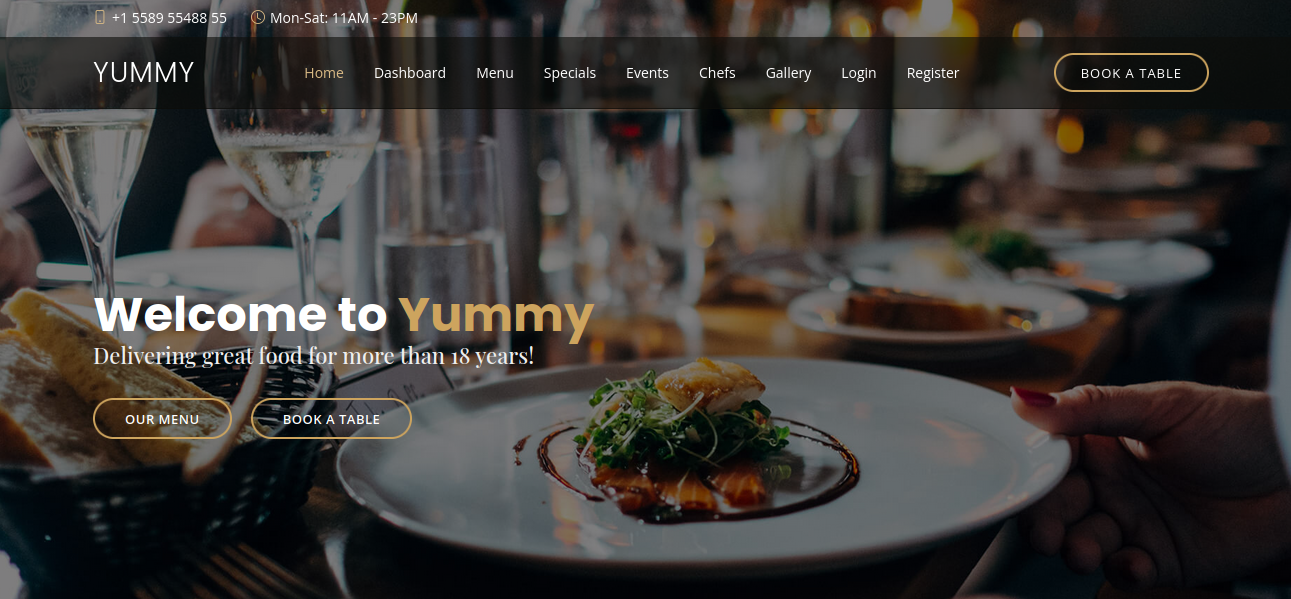 +1 5589 55488 55 Mon-Sat: 11AM - 23PM
YUMMY Home Dashboard Menu Specials Events Chefs Gallery Login Register BOOK A TABLE
Welcome to Yummy
Delivering great food for more than 18 years!
OUR MENU BOOK A TABLE